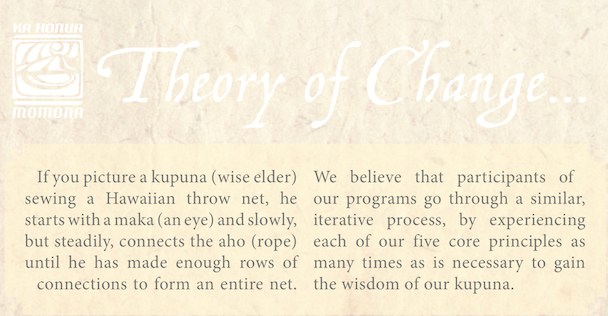 KA HONUA
MOMONA
Theory of Change...
If you picture a kupuna (wise elder)
sewing a Hawaiian throw net, he
starts with a maka (an eye) and slowly,
but steadily, connects the aho (rope)
until he has made enough rows of
connections to form an entire net.
We believe that participants of
our programs go through a similar,
iterative process, by experiencing
each of our five core principles as
many times as is necessary to gain
the wisdom of our kupuna.